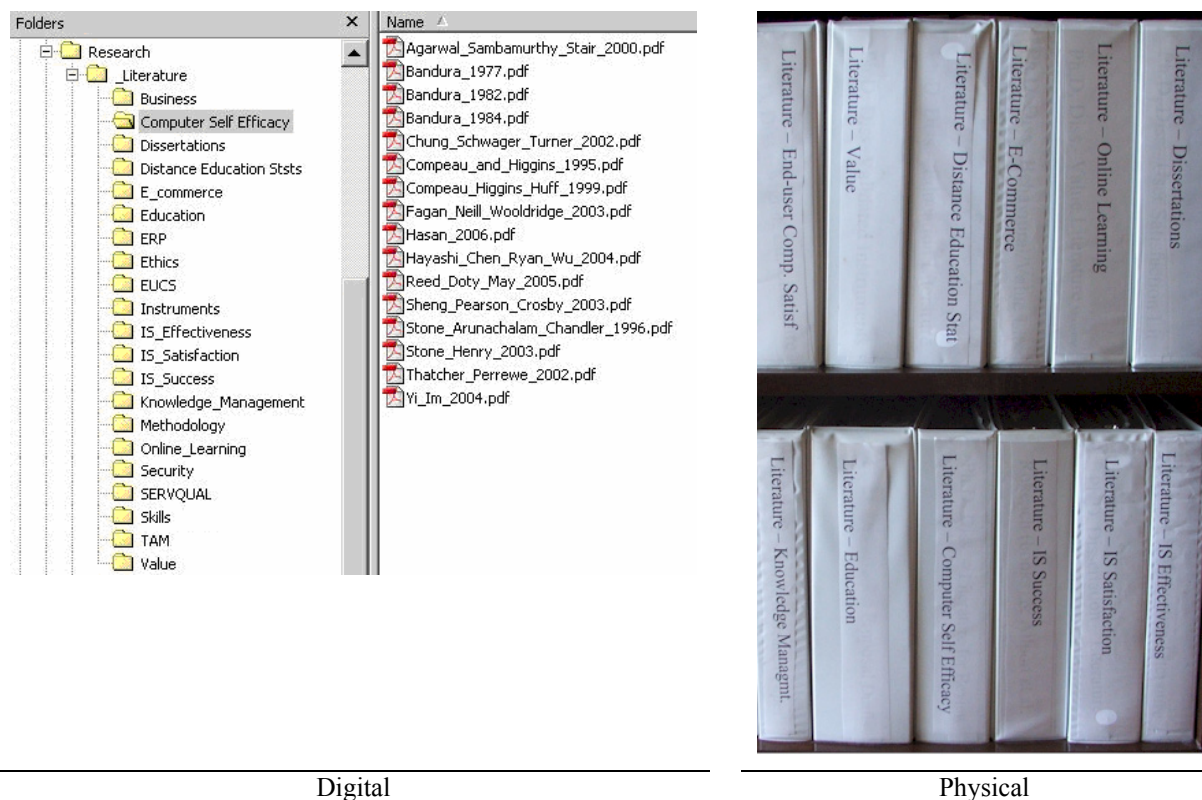 Folders
Research
_Literature
Business
Computer Self Efficacy
Dissertations
Distance Education Ststs
E_commerce
Education
ERP
Ethics
EUCS
Instruments
IS_Effectiveness
IS_Satisfaction
IS_Success
Knowledge_Management
Methodology
Online_Learning
Security
SERVQUAL
Skills
TAM
Value
Name
Agarwal_Sambamurthy_Stair_2000.pdf
Bandura_1977.pdf
Bandura_1982.pdf
Bandura_1984.pdf
Chung_Schwager_Turner_2002.pdf
Compeau_and_Higgins_1995.pdf
Compeau_Higgins_Huff_1999.pdf
Fagan_Neill_Wooldridge_2003.pdf
Hasan_2006.pdf
Hayashi_Chen_Ryan_Wu_2004.pdf
Reed_Doty_May_2005.pdf
Sheng_Pearson_Crosby_2003.pdf
Stone_Arunachalam_Chandler_1996.pdf
Stone_Henry_2003.pdf
Thatcher_Perrewe_2002.pdf
Yi_Im_2004.pdf
Literature – End-user Comp. Satisf
Literature – Value
Literature – Distance Education Stat
Literature – E-Commerce
Literature – Online Learning
Literature – Dissertations
Literature – Knowledge Managmt.
Literature – Education
Literature – Computer Self Efficacy
Literature – IS Success
Literature – IS Satisfaction
Literature – IS Effectiveness
Digital
Physical